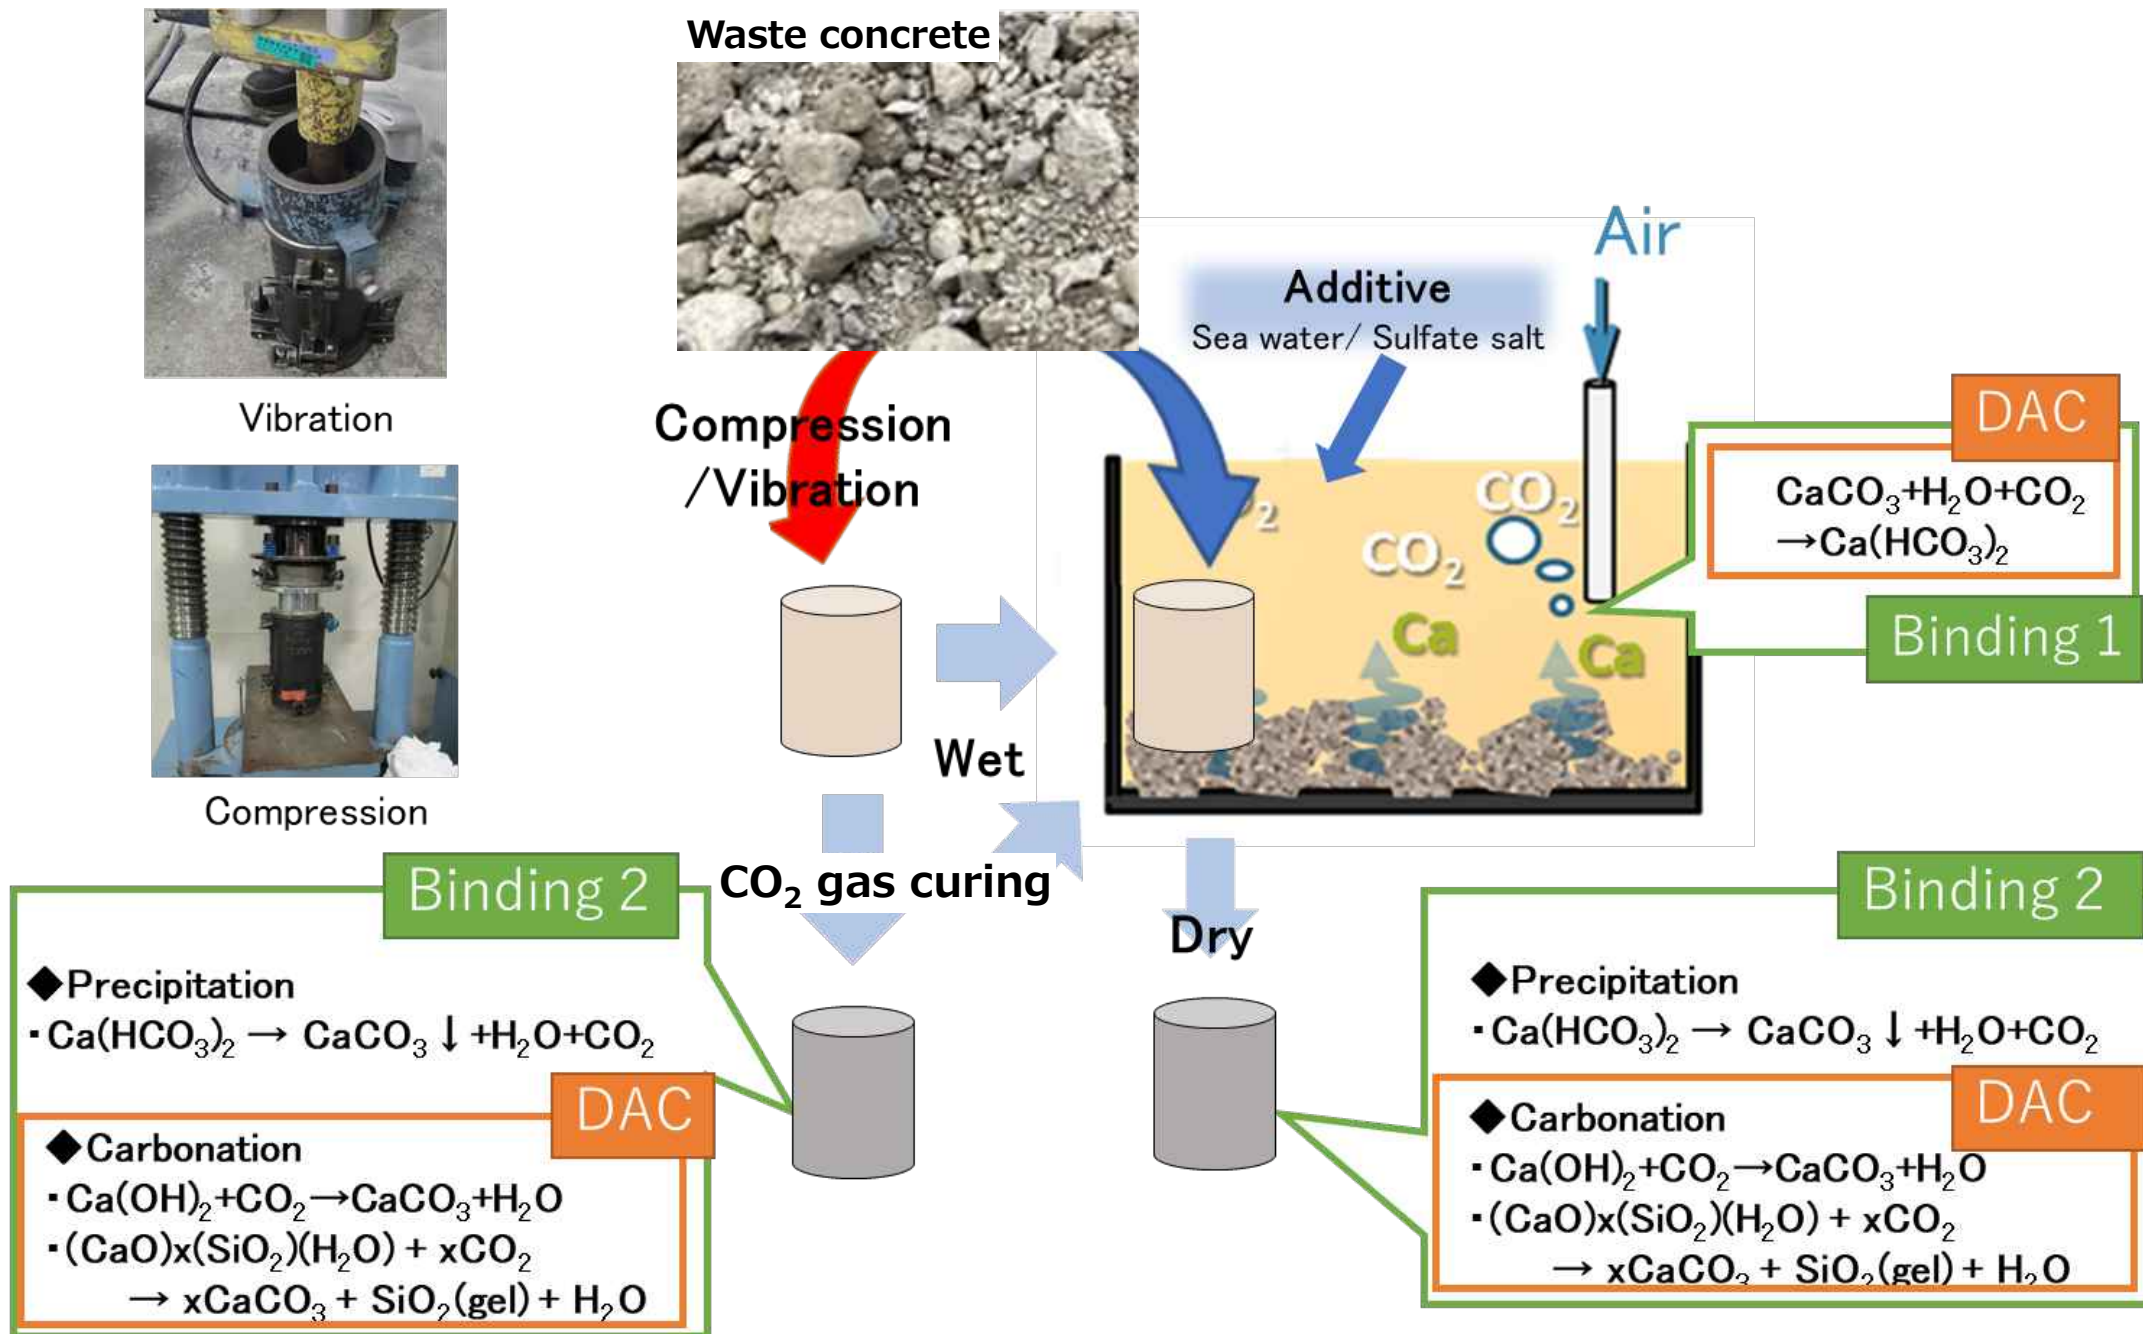 Waste concrete
Vibration
Compression
Compression
/Vibration
Additive
Sea water/ Sulfate salt
Air
CO₂
CO₂
Ca
Ca
DAC
CaCO₃+H₂O+CO₂
→Ca(HCO₃)₂
Binding 1
Wet
CO₂ gas curing
Dry
Binding 2
◆Precipitation
・Ca(HCO₃)₂ → CaCO₃ ↓ +H₂O+CO₂
DAC
◆Carbonation
・Ca(OH)₂+CO₂→CaCO₃+H₂O
・(CaO)x(SiO₂)(H₂O) + xCO₂
→ xCaCO₃ + SiO₂(gel) + H₂O
Binding 2
◆Precipitation
・Ca(HCO₃)₂ → CaCO₃ ↓ +H₂O+CO₂
DAC
◆Carbonation
・Ca(OH)₂+CO₂→CaCO₃+H₂O
・(CaO)x(SiO₂)(H₂O) + xCO₂
→ xCaCO₃ + SiO₂(gel) + H₂O